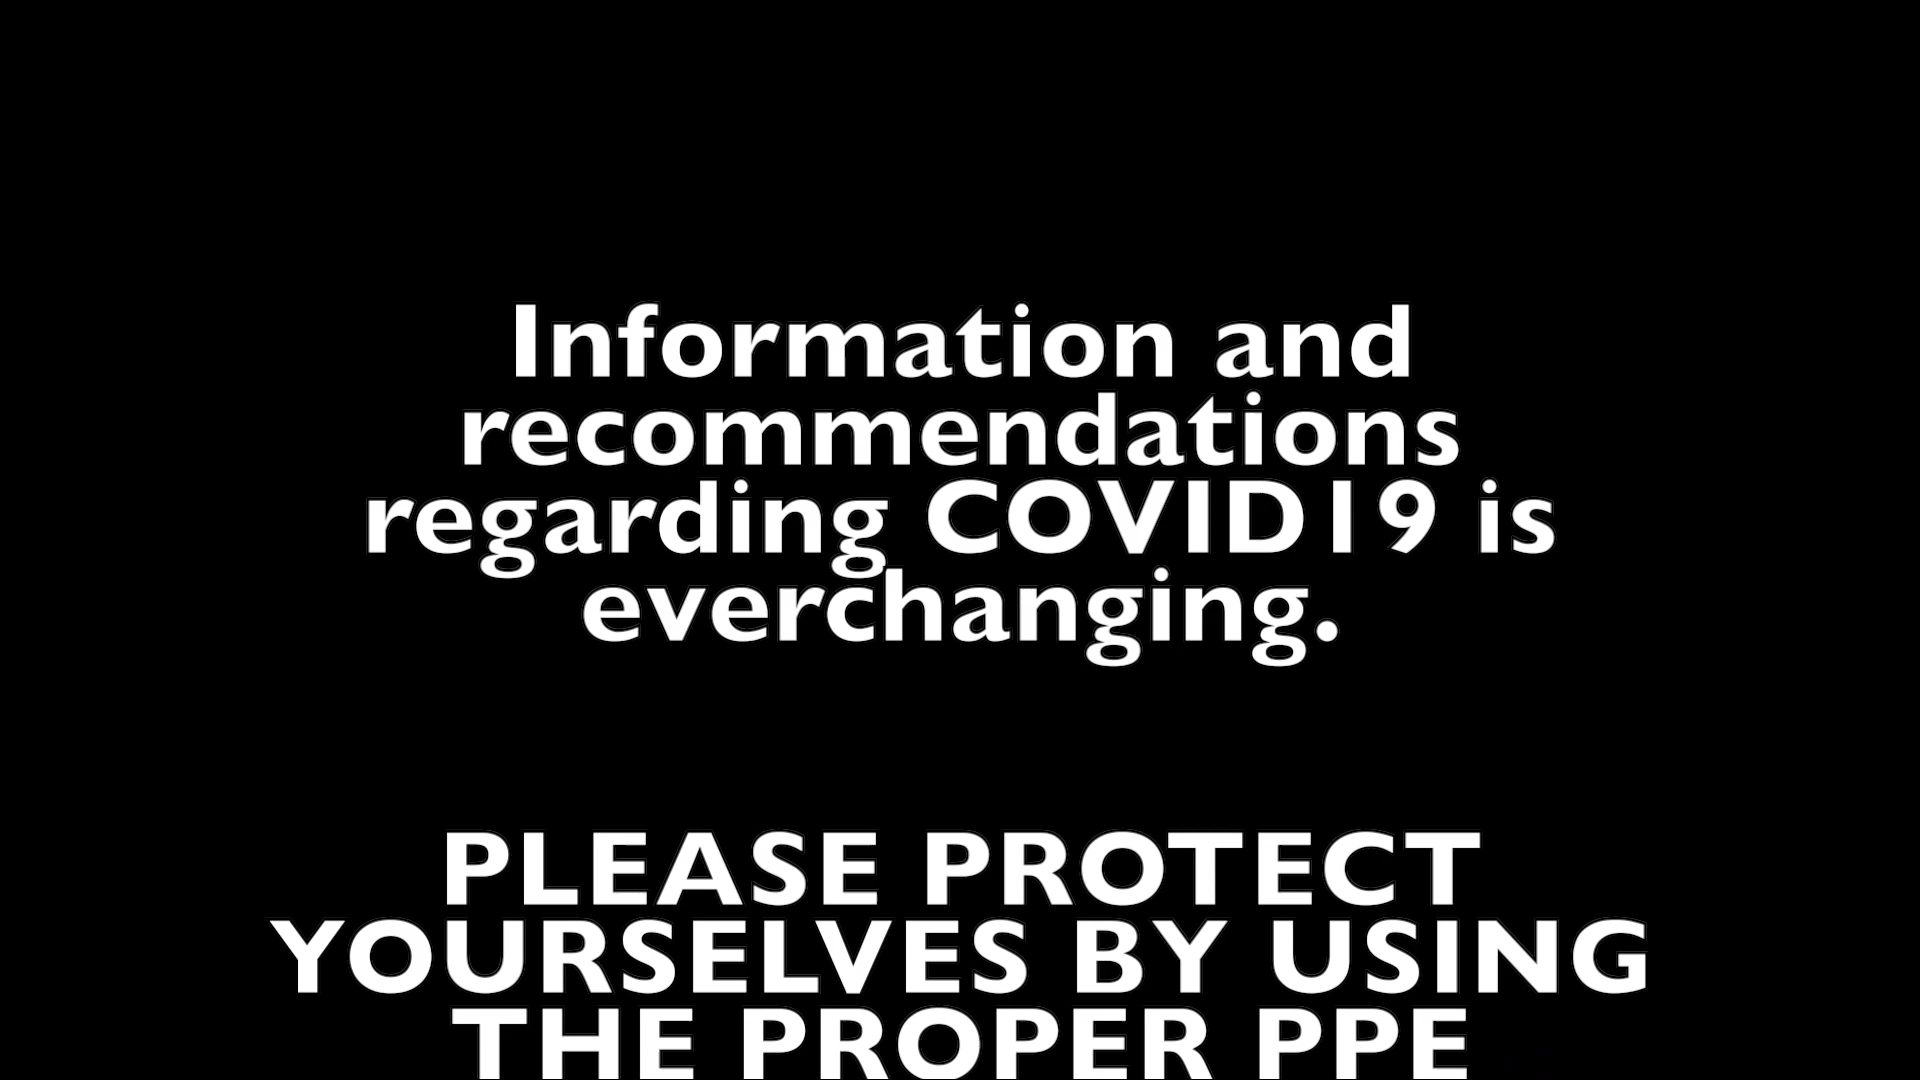 Information and
recommendations
regarding COVID19 is
everchanging.
PLEASE PROTECT
YOURSELVES BY USING
THE PROPER PPE